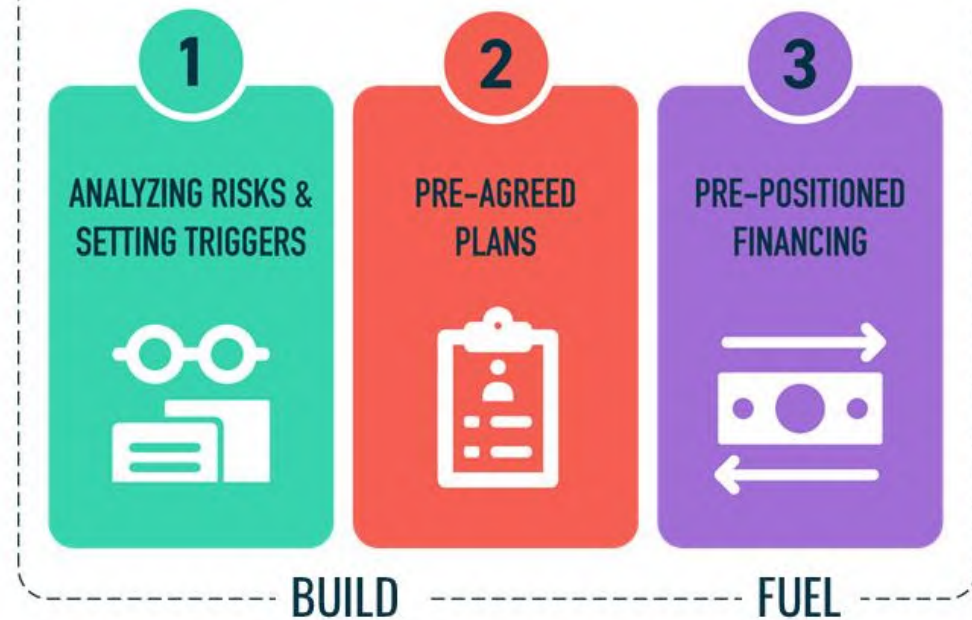 1
ANALYZING RISKS &
SETTING TRIGGERS
2
PRE-AGREED
PLANS
3
PRE-POSITIONED
FINANCING
BUILD
FUEL